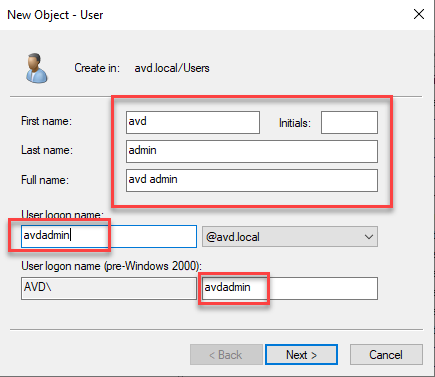 New Object - User
Create in: avd.local/Users
First name: avd Initials:
Last name: admin
Full name: avd admin
User logon name:
avdadmin @avd.local
User logon name (pre-Windows 2000):
AVD\ avdadmin
< Back Next > Cancel